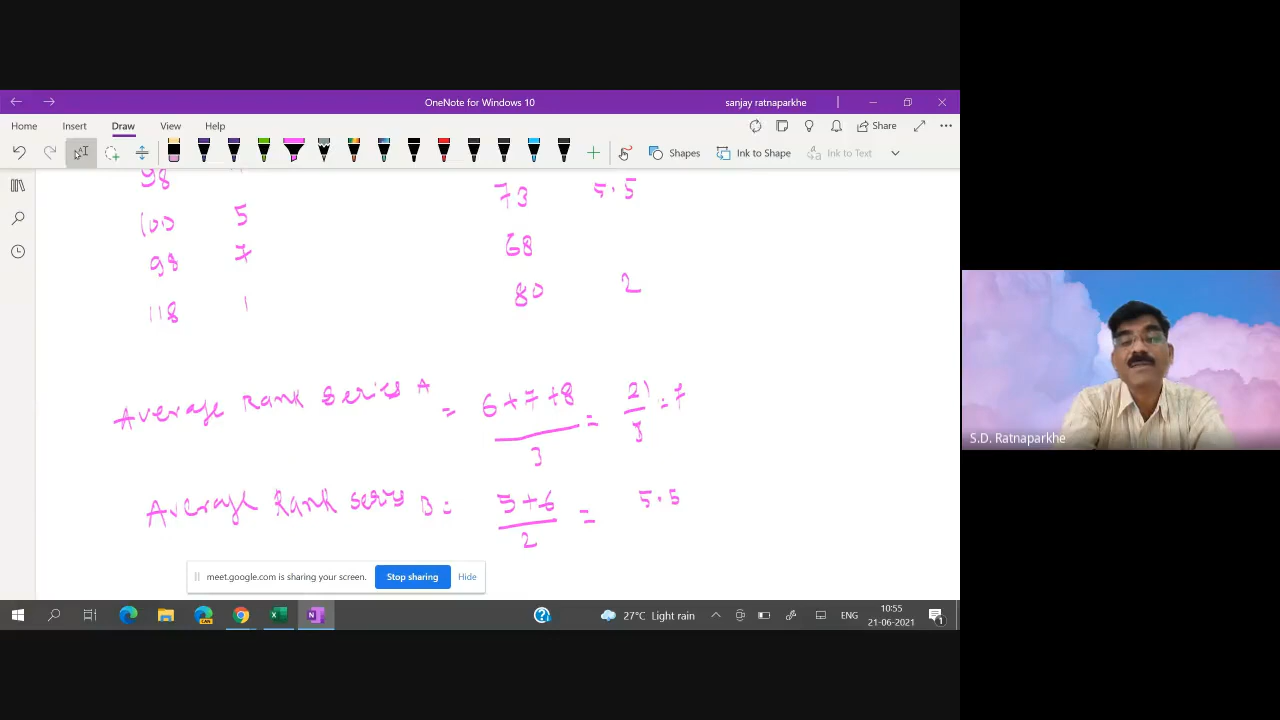 OneNote for Windows 10
sanjay ratnaparkhe
Home Insert Draw View Help
Share
Shapes Ink to Shape Ink to Text
98
73 5.5
100 5
68
98 7
80 2
118 1
Average Rank Series A = 6+7+8 / 3 = 21 / 3 = 7
Average Rank series B = 5+6 / 2 = 5.5
meet.google.com is sharing your screen. Stop sharing Hide
S.D. Ratnaparkhe
27°C Light rain
ENG
10:55
21-06-2021